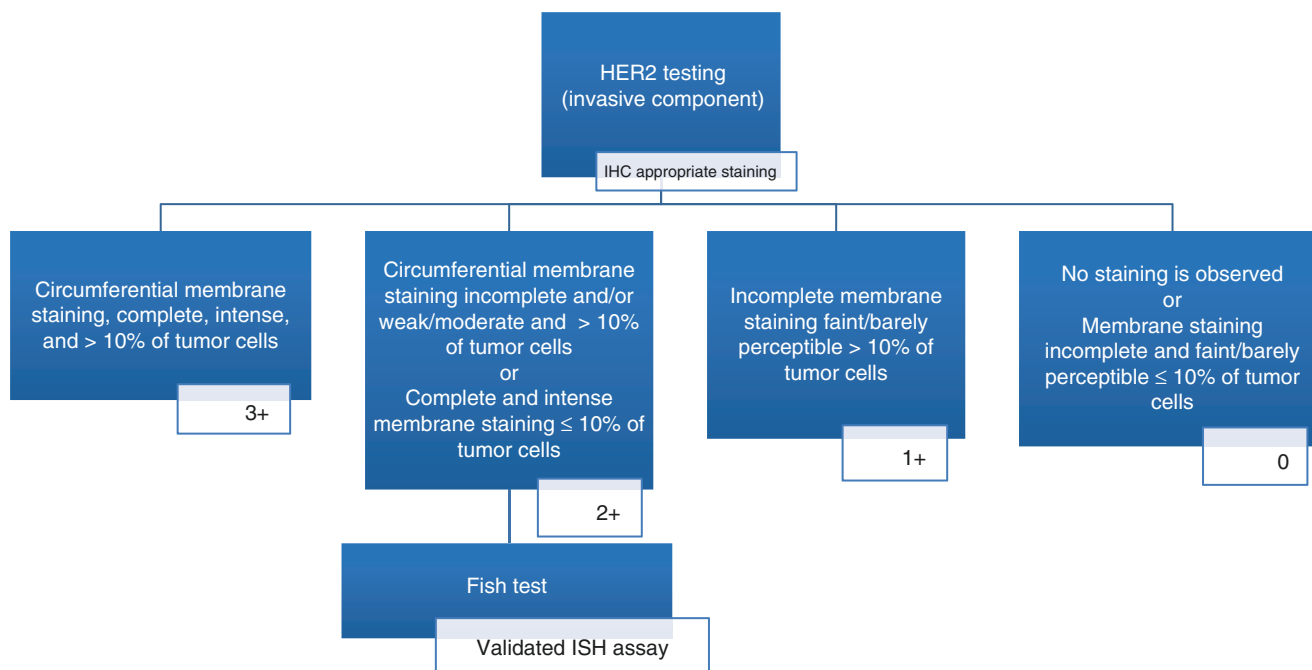 HER2 testing
(invasive component)
IHC appropriate staining
Circumferential membrane
staining, complete, intense,
and > 10% of tumor cells
3+
Circumferential membrane
staining incomplete and/or
weak/moderate and > 10%
of tumor cells
or
Complete and intense
membrane staining ≤ 10% of
tumor cells
2+
Incomplete membrane
staining faint/barely
perceptible > 10% of
tumor cells
1+
No staining is observed
or
Membrane staining
incomplete and faint/barely
perceptible ≤ 10% of tumor
cells
0
Fish test
Validated ISH assay